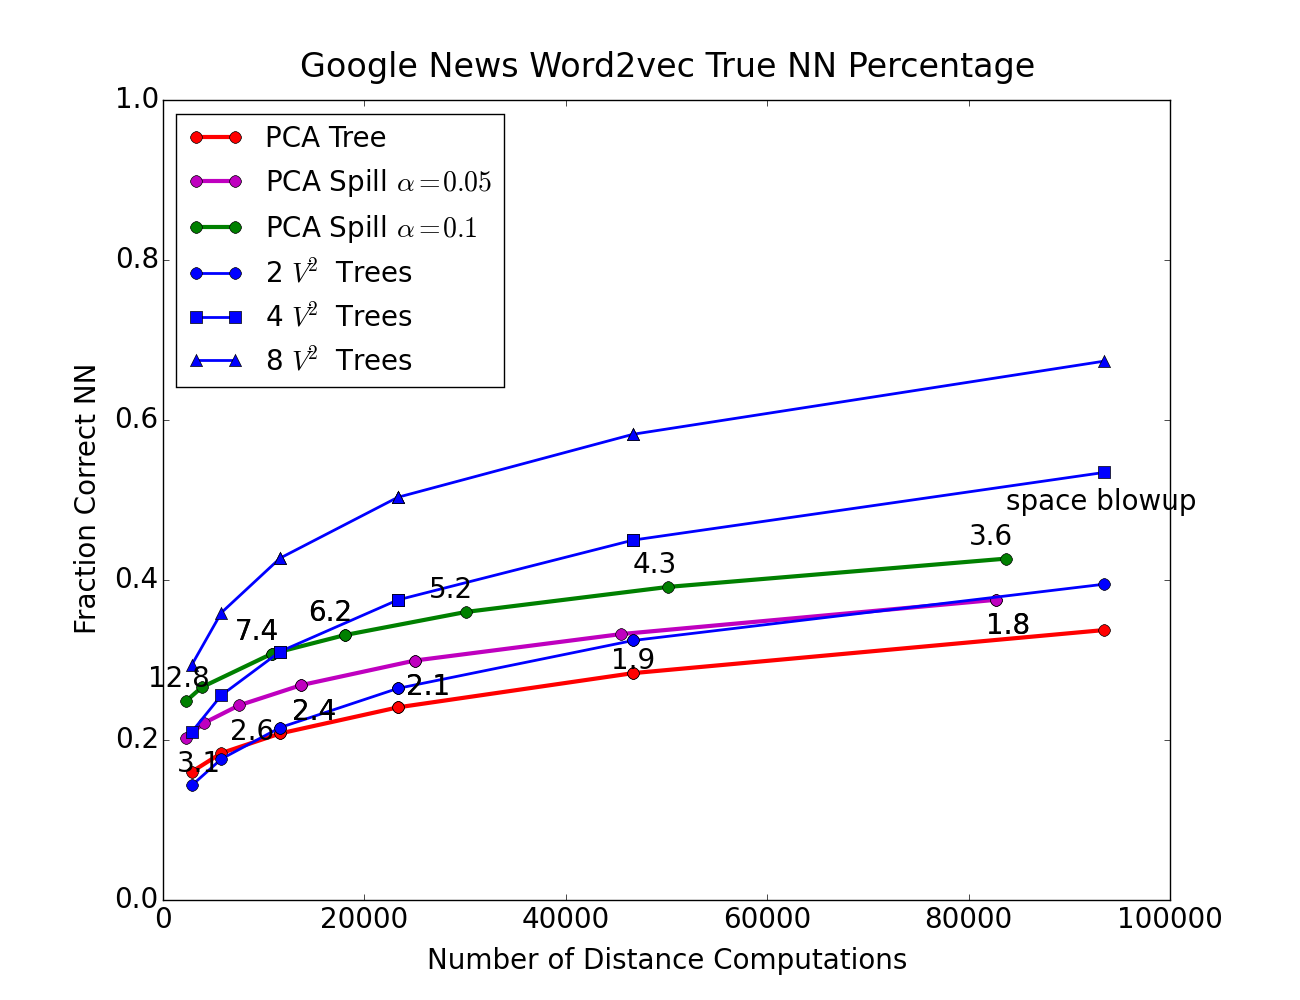 Google News Word2vec True NN Percentage
1.0
0.8
0.6
0.4
0.2
0.0
Fraction Correct NN
PCA Tree
PCA Spill α=0.05
PCA Spill α=0.1
2 V² Trees
4 V² Trees
8 V² Trees
space blowup
3.6
4.3
5.2
6.2
7.4
12.8
1.8
1.9
2.1
2.4
2.6
3.1
0 20000 40000 60000 80000 100000
Number of Distance Computations